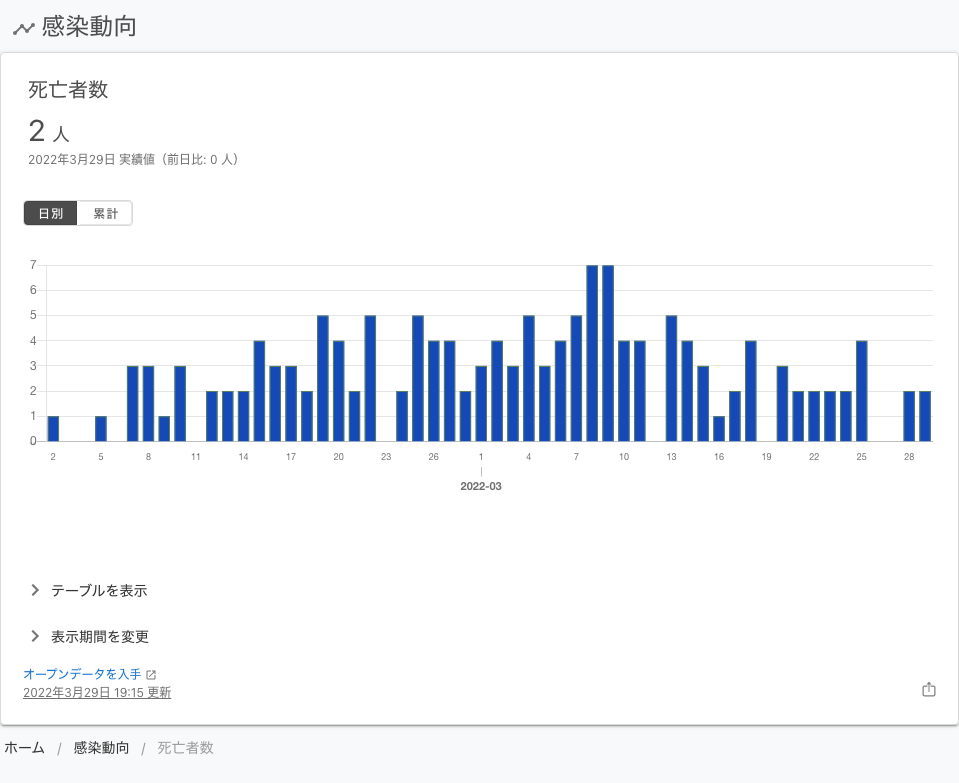 感染動向
死亡者数
2 人
2022年3月29日 実績値（前日比: 0 人）
日別 累計
7
6
5
4
3
2
1
0
2 5 8 11 14 17 20 23 26 1 4 7 10 13 16 19 22 25 28
2022-03
テーブルを表示
表示期間を変更
オープンデータを入手
2022年3月29日 19:15 更新
ホーム / 感染動向 / 死亡者数